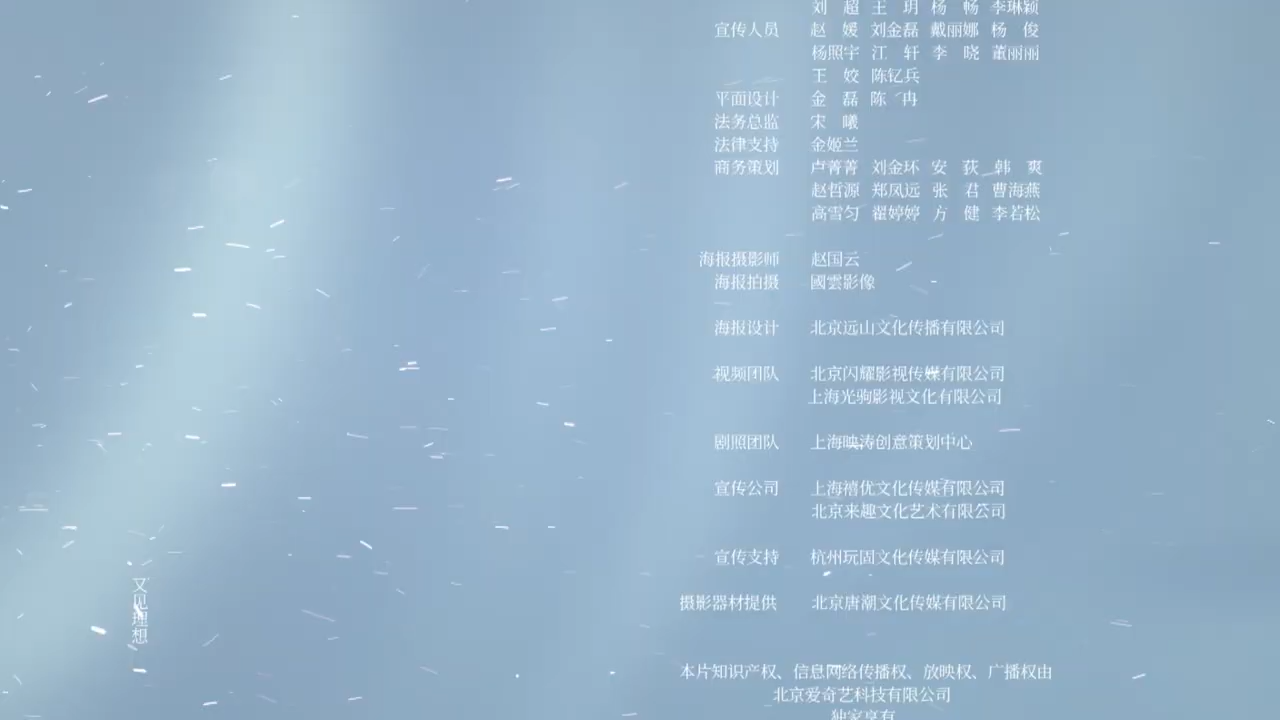 刘　超　王　玥　杨　畅　李琳颖
宣传人员　赵　媛　刘金磊　戴丽娜　杨　俊
杨照宇　江　轩　李　晓　董丽丽
王　姣　陈钇兵
平面设计　金　磊　陈　冉
法务总监　宋　曦
法律支持　金姬兰
商务策划　卢菁菁　刘金环　安　荻　韩　爽
赵哲源　郑凤远　张　君　曹海燕
高雪匀　翟婷婷　方　健　李若松
海报摄影师　赵国云
海报拍摄　國雲影像
海报设计　北京远山文化传播有限公司
视频团队　北京闪耀影视传媒有限公司
上海光驹影视文化有限公司
剧照团队　上海映涛创意策划中心
宣传公司　上海禧优文化传媒有限公司
北京来趣文化艺术有限公司
宣传支持　杭州玩固文化传媒有限公司
摄影器材提供　北京唐潮文化传媒有限公司
本片知识产权、信息网络传播权、放映权、广播权由
北京爱奇艺科技有限公司
独家享有
又见理想